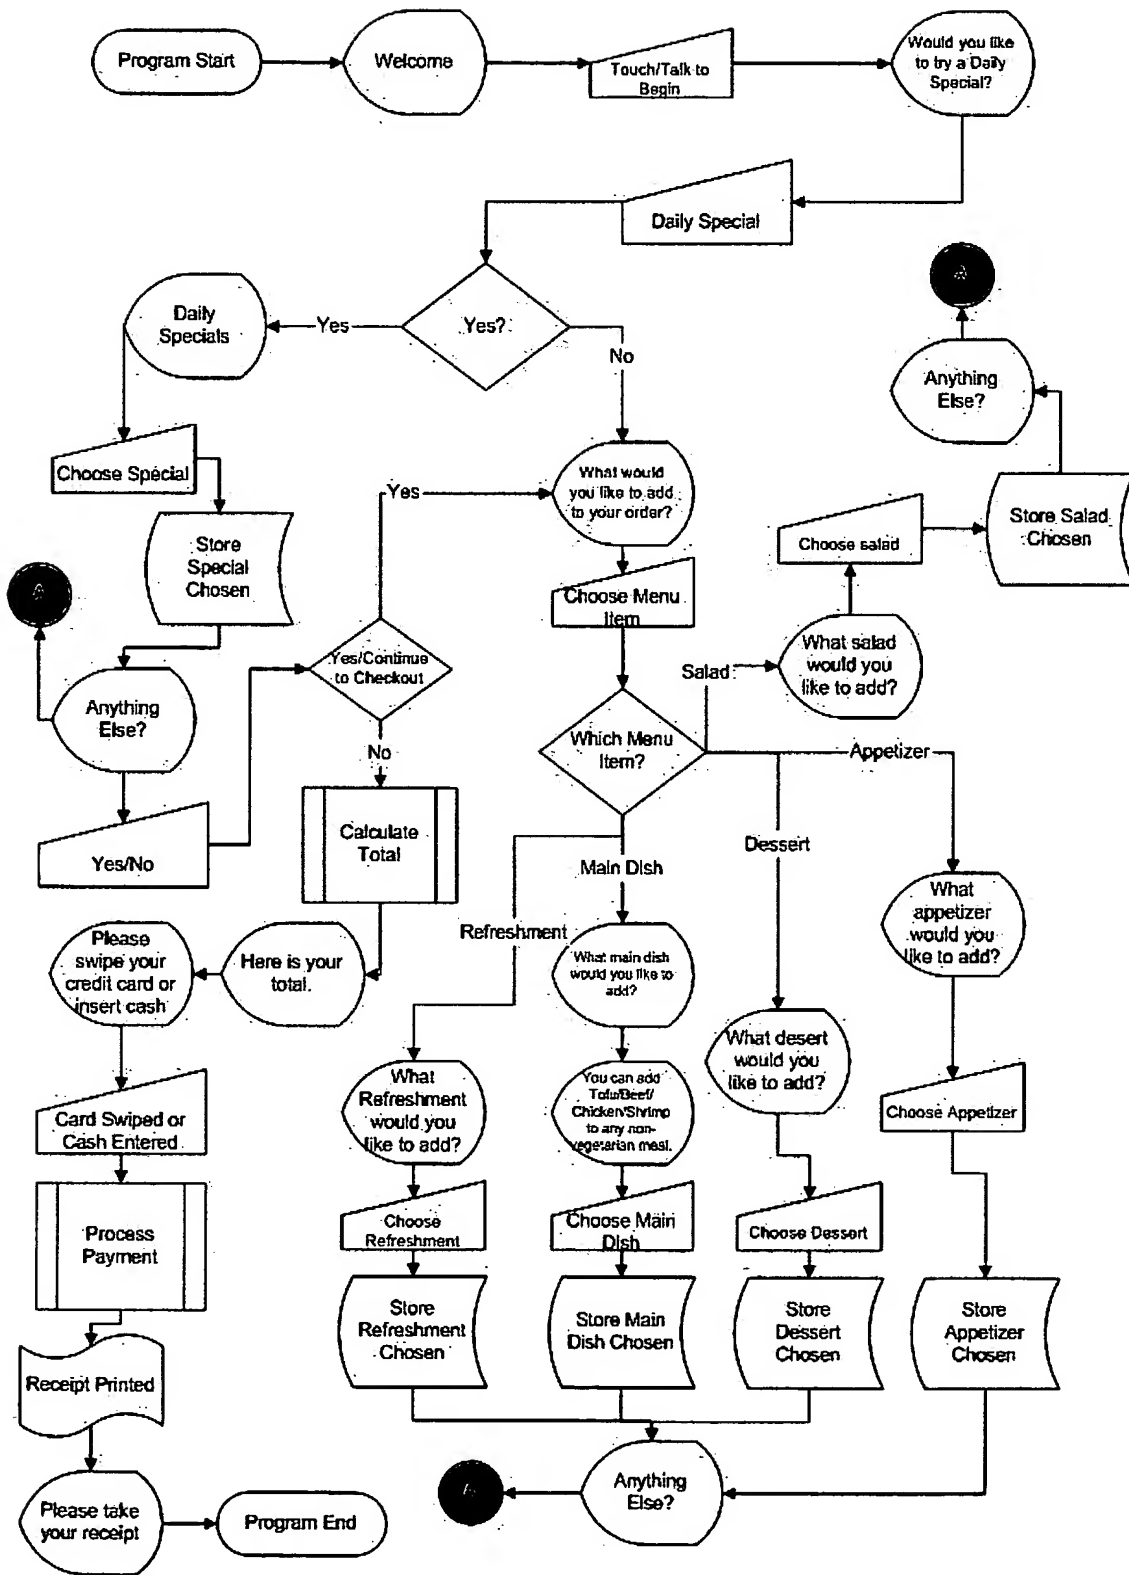 Program Start
Welcome
Touch/Talk to
Begin
Would you like
to try a Daily
Special?
Daily Special
Yes?
Yes
No
Daily
Specials
Choose Special
Store
Special
Chosen
A
Anything
Else?
Yes/No
Yes/Continue
to Checkout
Yes
No
Calculate
Total
Here is your
total.
Please
swipe your
credit card or
insert cash
Card Swiped or
Cash Entered
Process
Payment
Receipt Printed
Please take
your receipt
Program End
What would
you like to add
to your order?
Choose Menu
Item
Which Menu
Item?
Salad
What salad
would you
like to add?
Choose salad
Store Salad
Chosen
Anything
Else?
A
Appetizer
Dessert
Main Dish
Refreshment
What
Refreshment
would you
like to add?
Choose
Refreshment
Store
Refreshment
Chosen
What main dish
would you like to
add?
You can add
Tofu/Beef/
Chicken/Shrimp
to any non-
vegetarian meal.
Choose Main
Dish
Store Main
Dish Chosen
What desert
would you
like to add?
Choose Dessert
Store
Dessert
Chosen
What
appetizer
would you
like to add?
Choose Appetizer
Store
Appetizer
Chosen
Anything
Else?
A